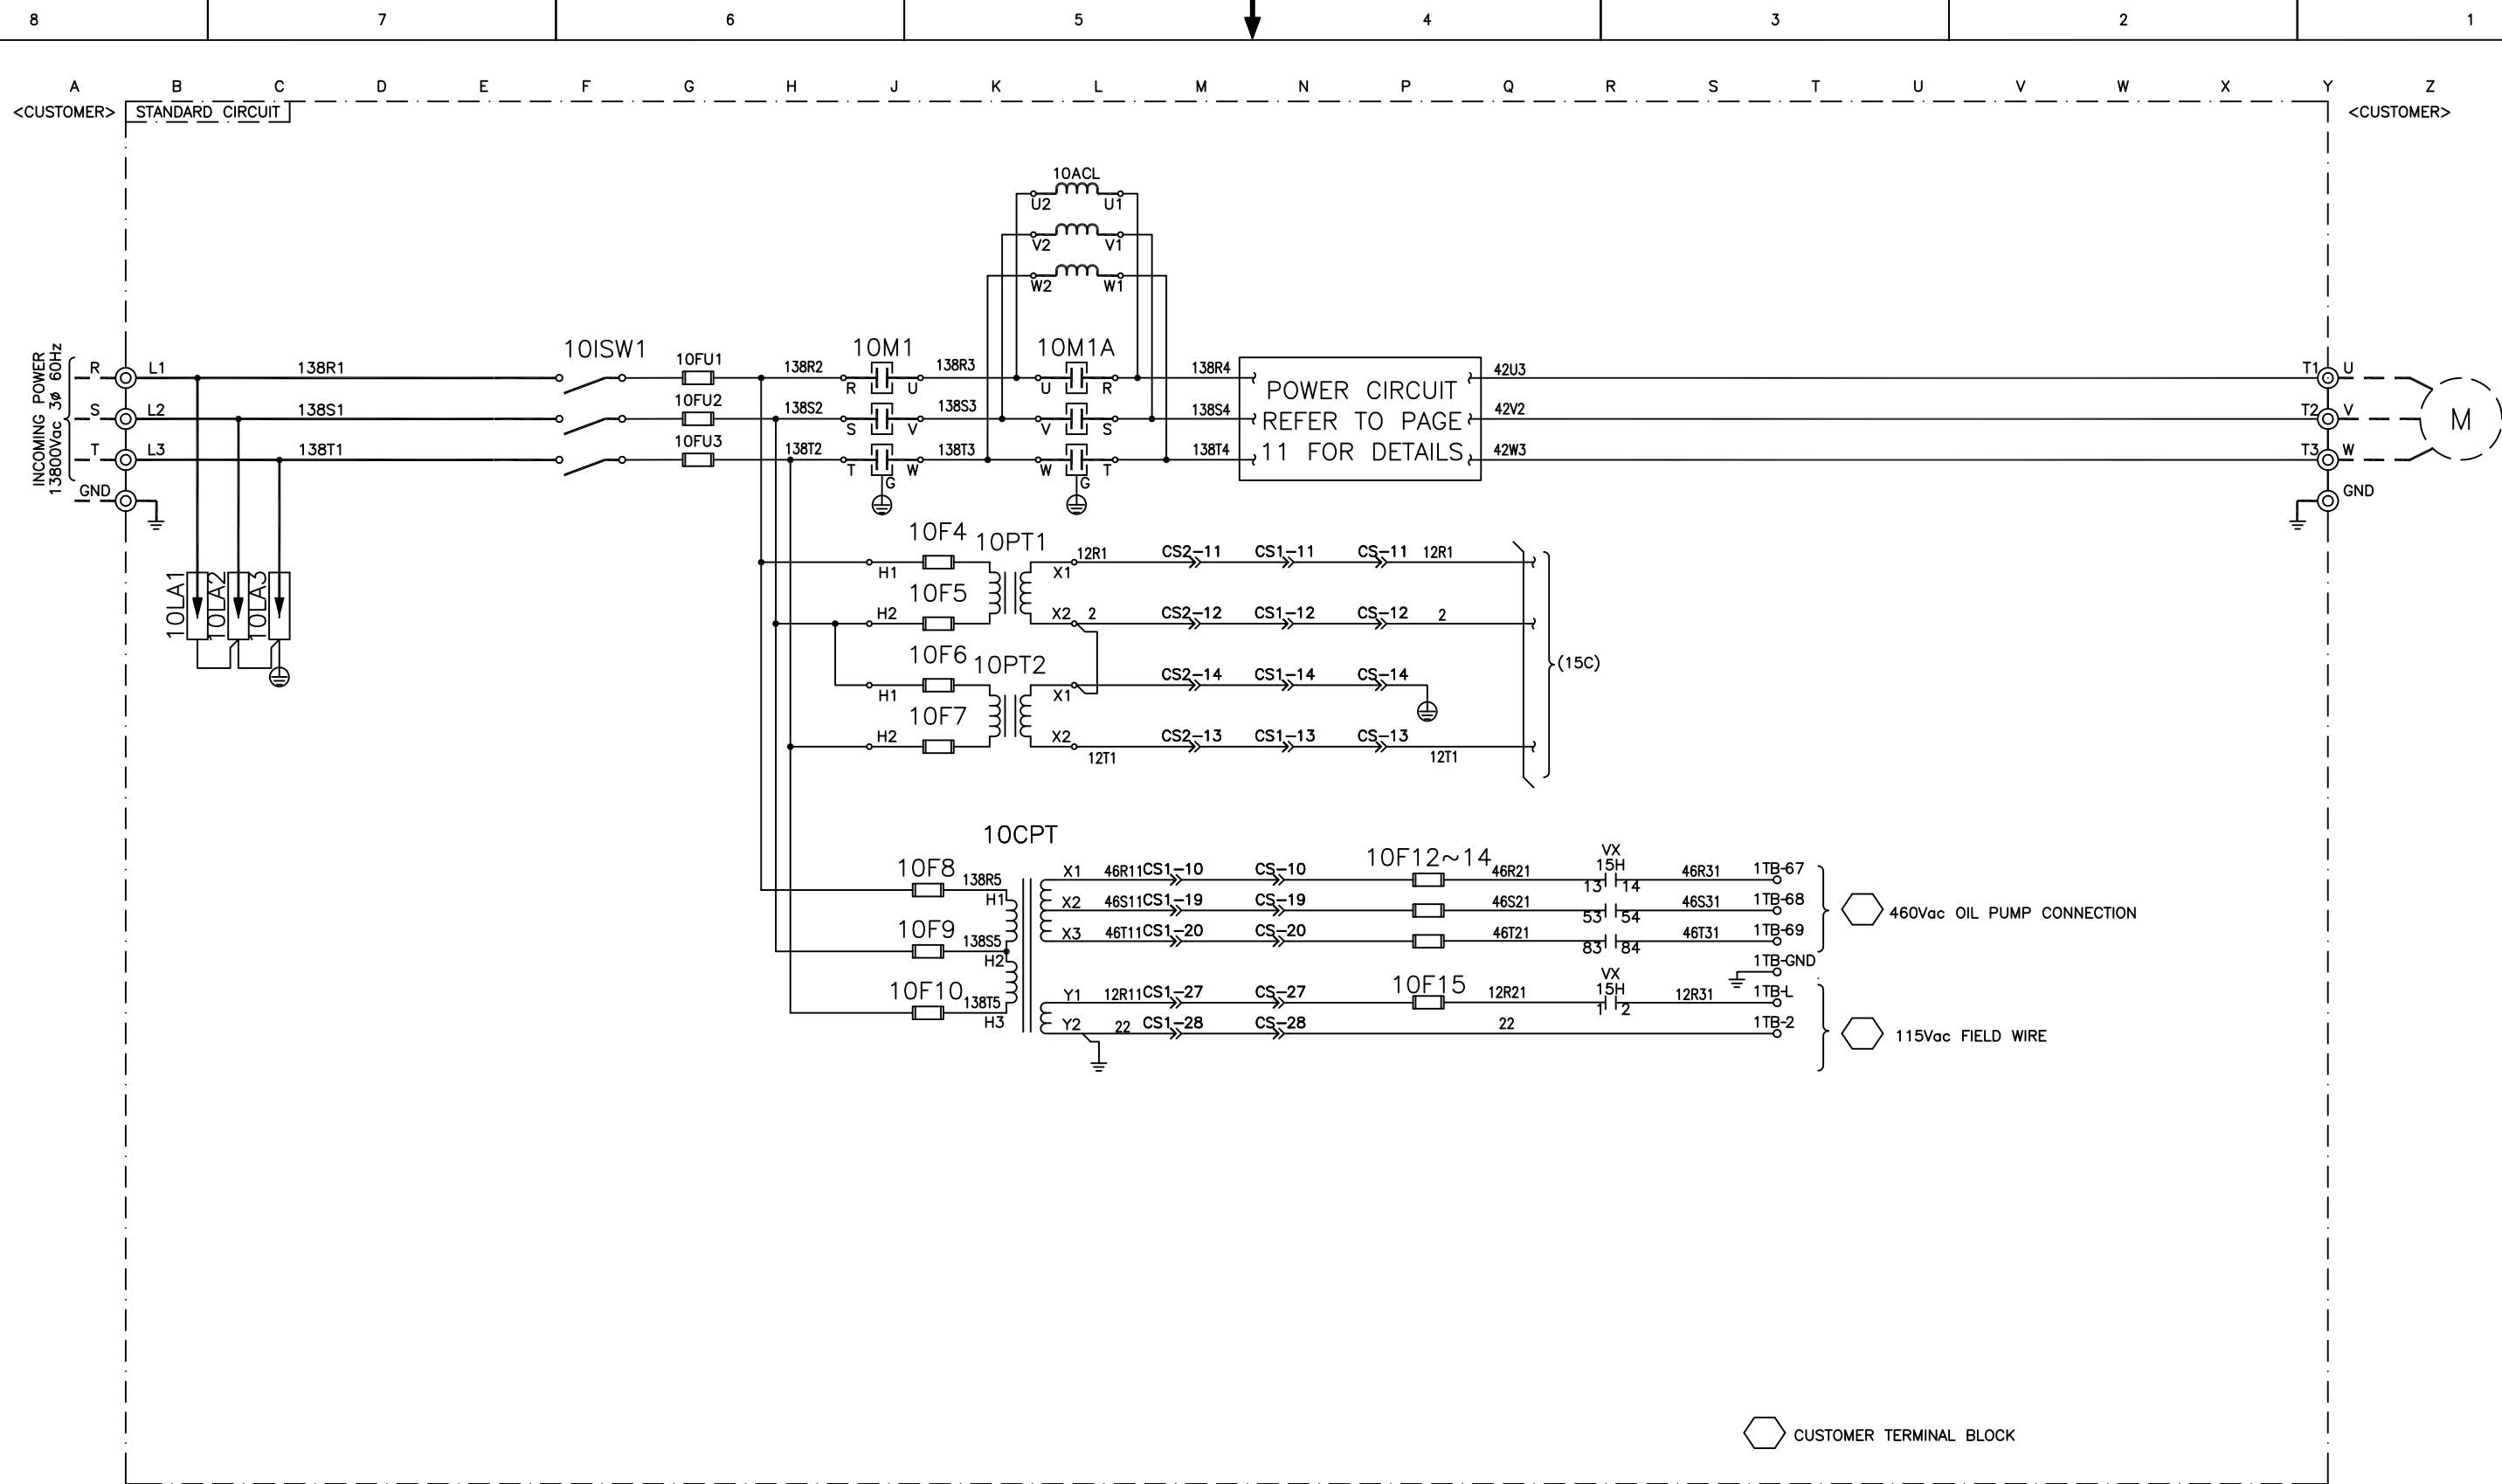 8 7 6 5 4 3 2 1
A B C D E F G H J K L M N P Q R S T U V W X Y Z
<CUSTOMER> STANDARD CIRCUIT <CUSTOMER>
10ACL
U2 U1
V2 V1
W2 W1
INCOMING POWER
13800Vac 3ø 60Hz
10ISW1 10M1 10M1A
R L1 138R1 10FU1 138R2 R U 138R3 U R 138R4 42U3 T1 U
S L2 138S1 10FU2 138S2 S V 138S3 V S 138S4 42V2 T2 V
T L3 138T1 10FU3 138T2 T W 138T3 W T 138T4 42W3 T3 W
POWER CIRCUIT
REFER TO PAGE
11 FOR DETAILS
M
GND G G GND
10LA1 10LA2 10LA3
10F4 10PT1
H1 X1 12R1 CS2-11 CS1-11 CS-11 12R1
10F5
H2 X2 2 CS2-12 CS1-12 CS-12 2
10F6 10PT2 (15C)
H1 X1 CS2-14 CS1-14 CS-14
10F7
H2 X2 12T1 CS2-13 CS1-13 CS-13 12T1
10CPT
10F8 138R5 H1 X1 46R11 CS1-10 CS-10 10F12~14 46R21 VX 15H 13 14 46R31 1TB-67
X2 46S11 CS1-19 CS-19 46S21 53 54 46S31 1TB-68
460Vac OIL PUMP CONNECTION
10F9 138S5 H2 X3 46T11 CS1-20 CS-20 46T21 83 84 46T31 1TB-69
1TB-GND
10F10 138T5 H3 Y1 12R11 CS1-27 CS-27 10F15 12R21 VX 15H 1 2 12R31 1TB-L
Y2 22 CS1-28 CS-28 22 1TB-2
115Vac FIELD WIRE
CUSTOMER TERMINAL BLOCK